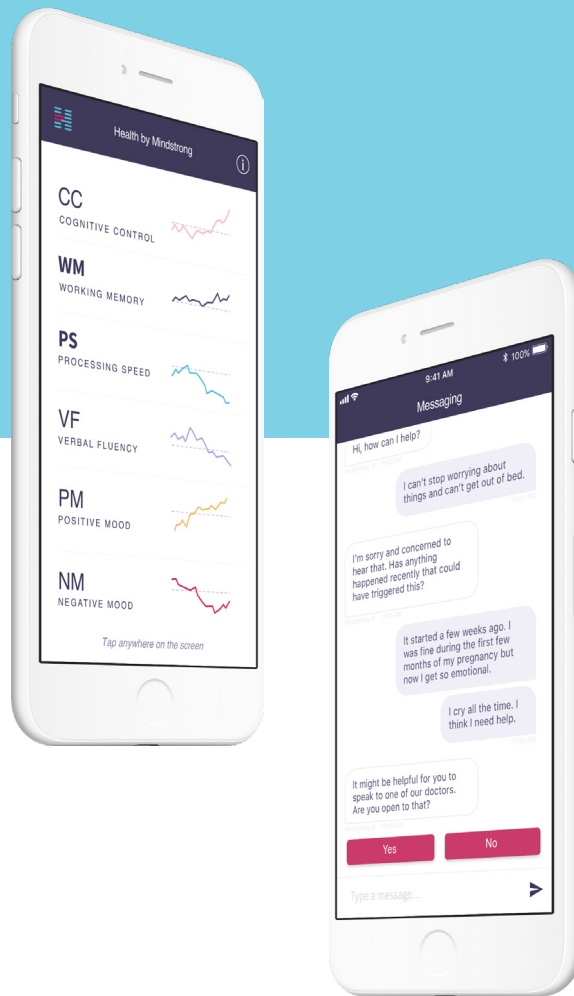 Health by Mindstrong
CC
COGNITIVE CONTROL
WM
WORKING MEMORY
PS
PROCESSING SPEED
VF
VERBAL FLUENCY
PM
POSITIVE MOOD
NM
NEGATIVE MOOD
Tap anywhere on the screen
9:41 AM
100%
Messaging
Hi, how can I help?
I can't stop worrying about
things and can't get out of bed.
I'm sorry and concerned to
hear that. Has anything
happened recently that could
have triggered this?
It started a few weeks ago. I
was fine during the first few
months of my pregnancy but
now I get so emotional.
I cry all the time. I
think I need help.
It might be helpful for you to
speak to one of our doctors.
Are you open to that?
Yes
No
Type a message...